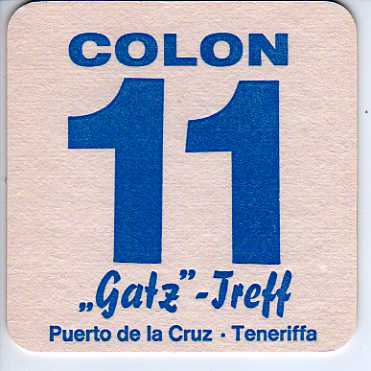 COLON
11
„Gatz”-Treff
Puerto de la Cruz · Teneriffa